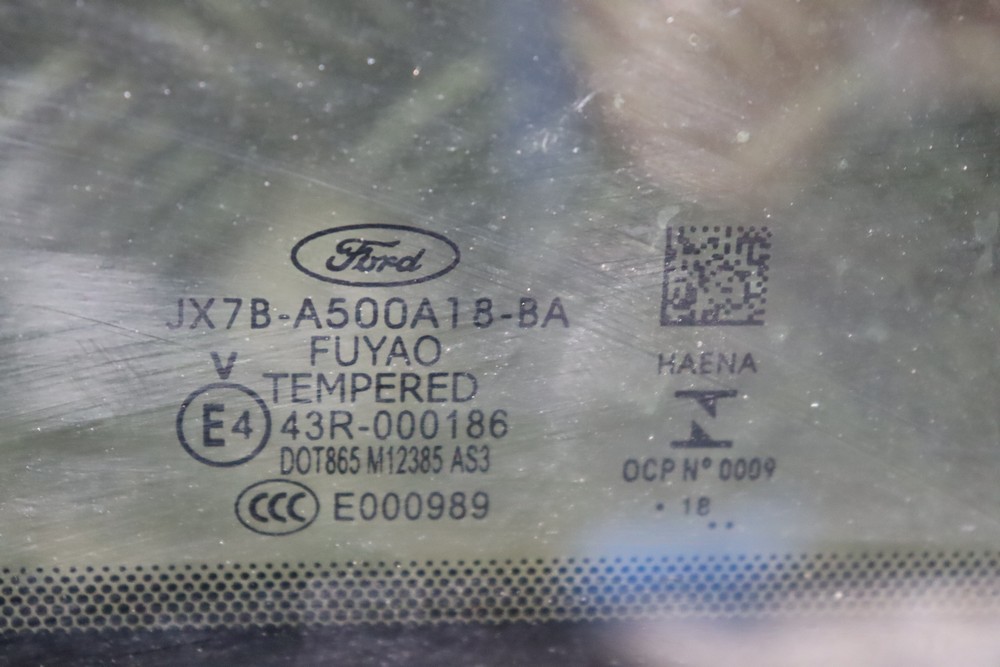 Ford
JX7B-A500A18-BA
FUYAO
V
TEMPERED
E4 43R-000186
DOT865 M12385 AS3
CCC E000989
HAENA
OCP N° 0009
. 18
..